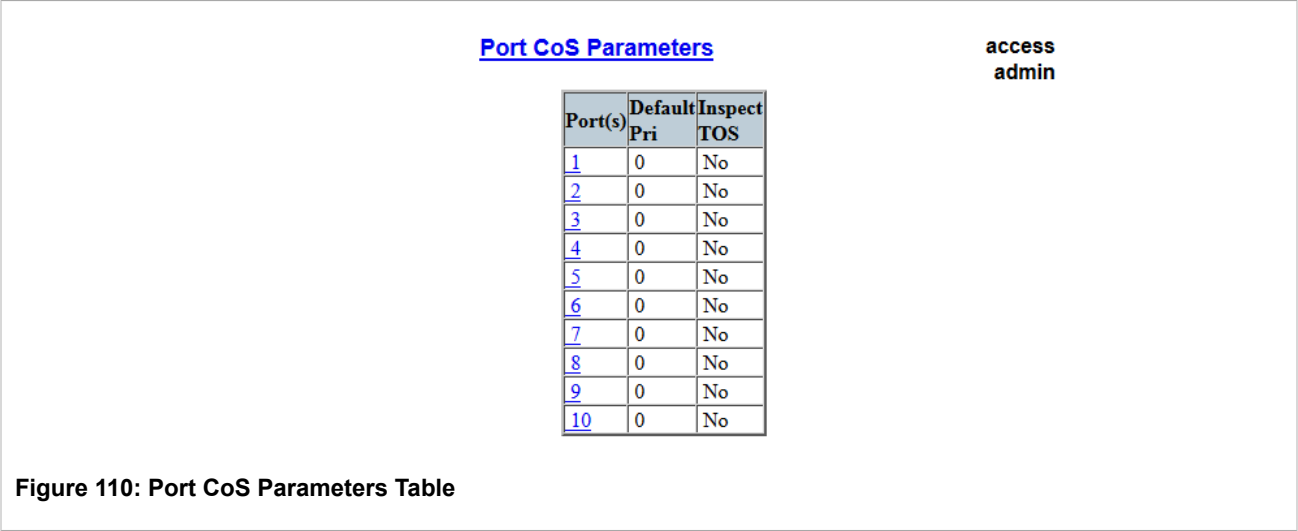 Port CoS Parameters
access
admin
Port(s) Default Pri Inspect TOS
1 0 No
2 0 No
3 0 No
4 0 No
5 0 No
6 0 No
7 0 No
8 0 No
9 0 No
10 0 No
Figure 110: Port CoS Parameters Table